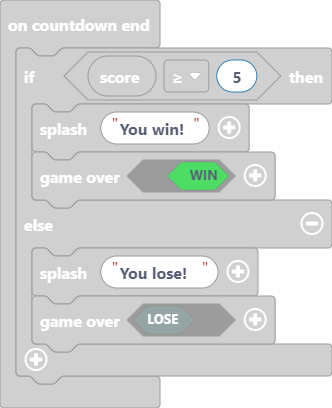 on countdown end
if score ≥ 5 then
splash "You win! "
game over WIN
else
splash "You lose! "
game over LOSE